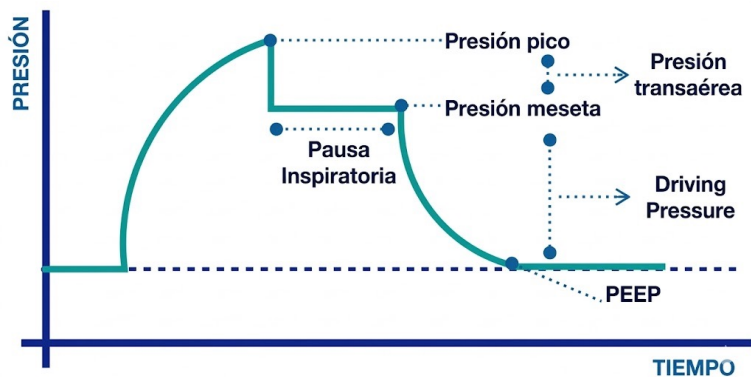 PRESIÓN
Presión pico
Presión
transaérea
Presión meseta
Pausa
Inspiratoria
Driving
Pressure
PEEP
TIEMPO